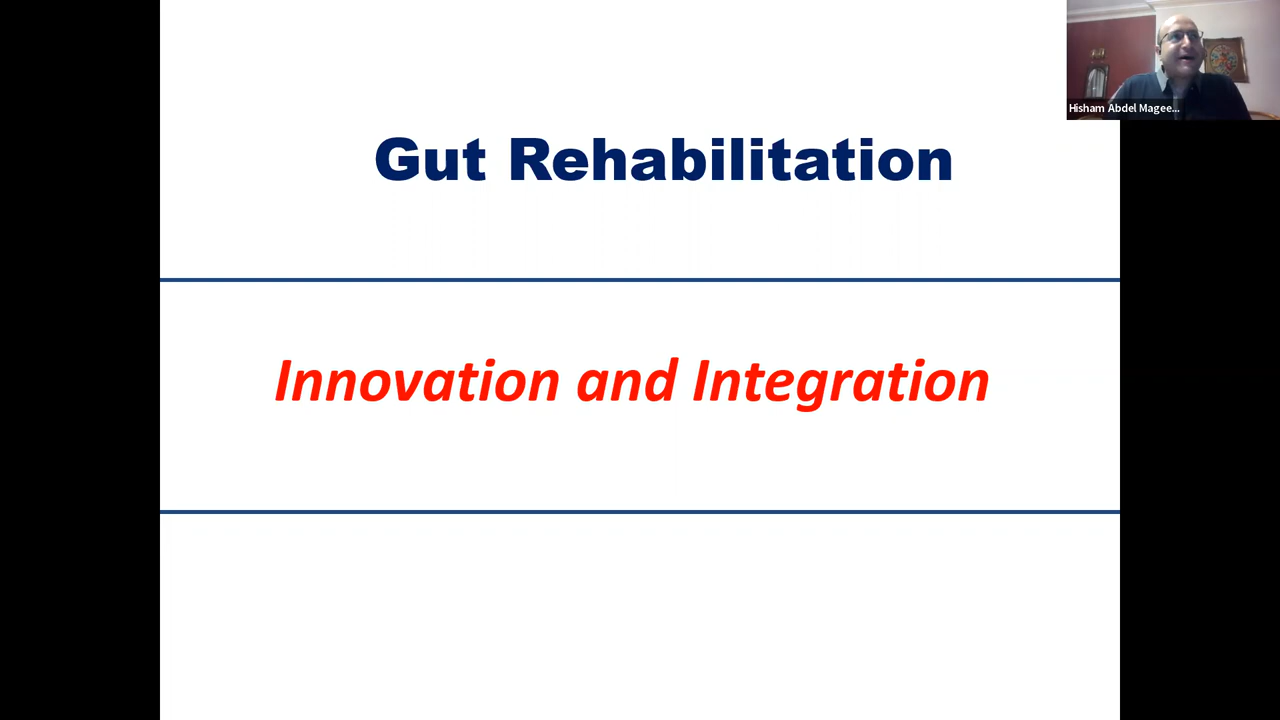 Hisham Abdel Magee...
Gut Rehabilitation
Innovation and Integration